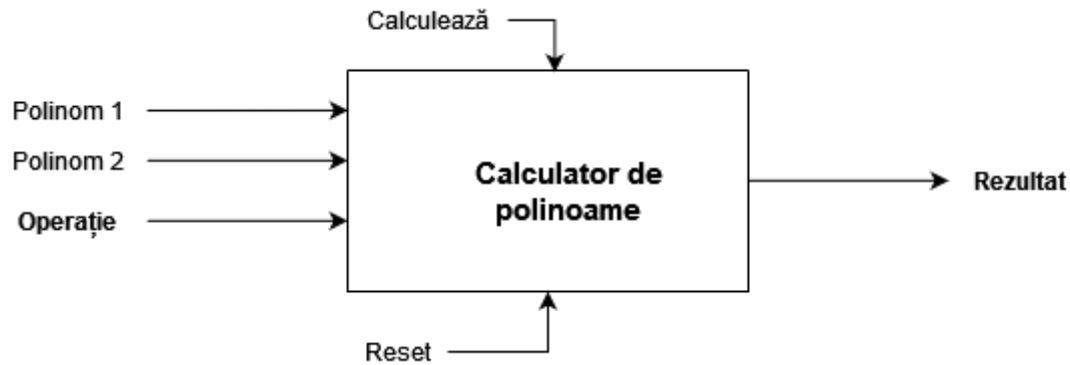 Calculează
Polinom 1
Polinom 2
Operație
Calculator de
polinoame
Rezultat
Reset